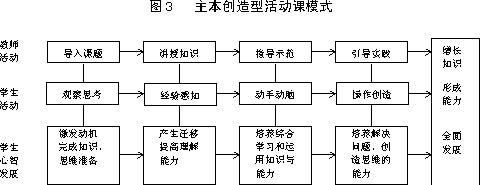 图3 主本创造型活动课模式
教师
活动
导入课题
讲授知识
指导示范
引导实践
增长
知识
学生
活动
观察思考
经验感知
动手动脑
操作创造
形成
能力
学生
心智
发展
激发动机
完成知识、
思维准备
产生迁移
提高理解
能力
培养综合
学习和运
用知识与
能力
培养解决
问题、创
造思维的
能力
全面
发展